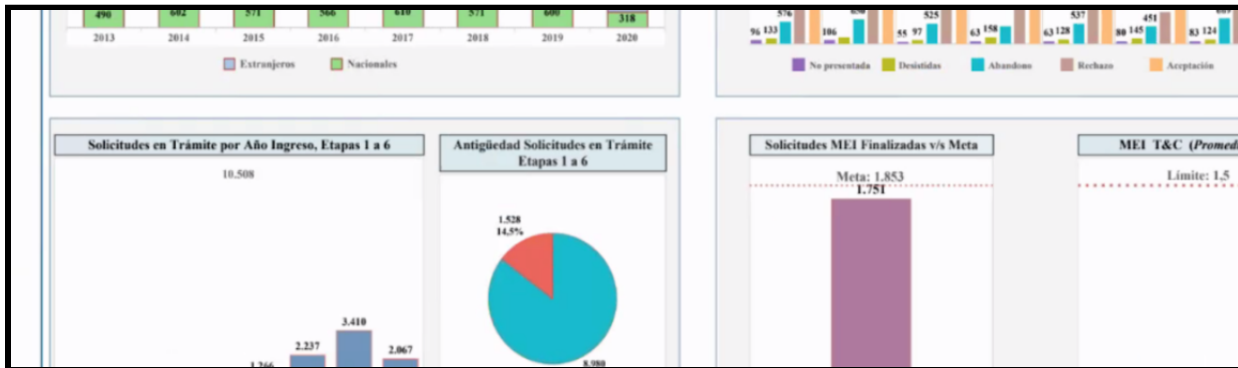 490 602 571 566 610 571 600 318
2013 2014 2015 2016 2017 2018 2019 2020
Extranjeros Nacionales
576 525 537 451
96 133 106 55 97 63 158 63 128 80 145 83 124
No presentada Desistidas Abandono Rechazo Aceptación
Solicitudes en Trámite por Año Ingreso, Etapas 1 a 6
10.508
2.237
3.410
2.067
1.266
Antigüedad Solicitudes en Trámite
Etapas 1 a 6
1.528
14,5%
8.980
Solicitudes MEI Finalizadas v/s Meta
Meta: 1.853
1.751
MEI T&C (Promedi
Límite: 1,5